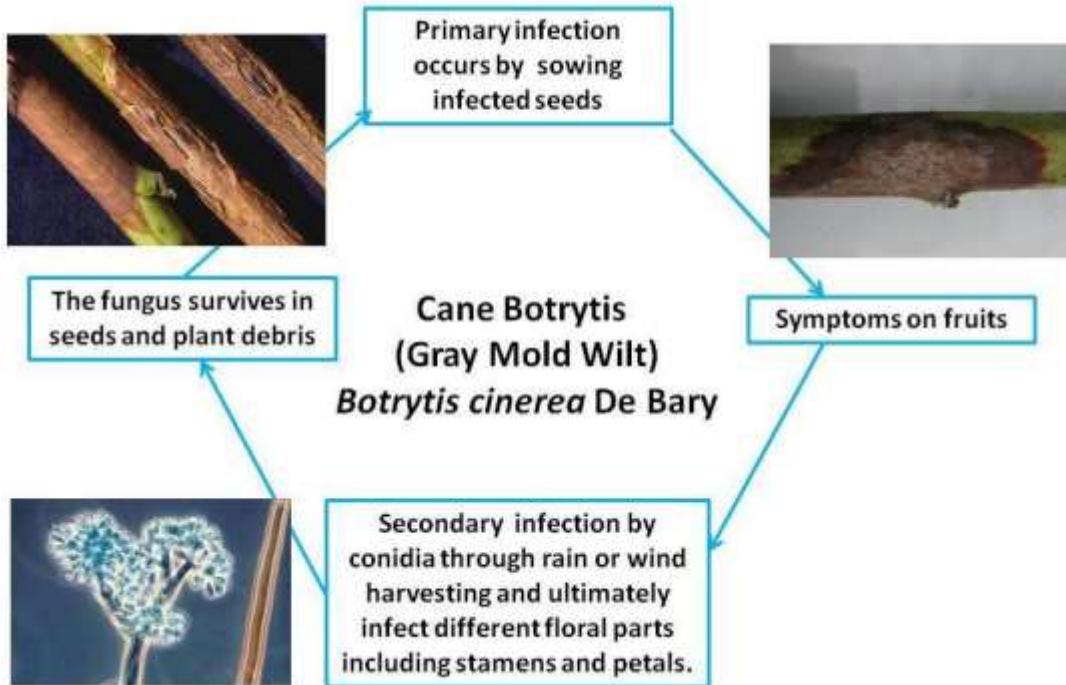 Primary infection
occurs by sowing
infected seeds
The fungus survives in
seeds and plant debris
Cane Botrytis
(Gray Mold Wilt)
Botrytis cinerea De Bary
Symptoms on fruits
Secondary infection by
conidia through rain or wind
harvesting and ultimately
infect different floral parts
including stamens and petals.